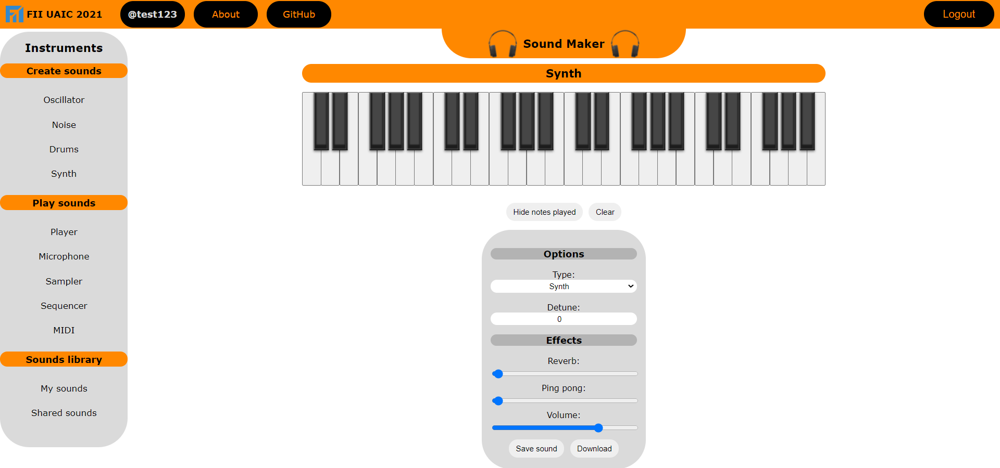 FII UAIC 2021
@test123
About
GitHub
Logout
Sound Maker
Instruments
Create sounds
Oscillator
Noise
Drums
Synth
Play sounds
Player
Microphone
Sampler
Sequencer
MIDI
Sounds library
My sounds
Shared sounds
Synth
Hide notes played
Clear
Options
Type:
Synth
Detune:
0
Effects
Reverb:
Ping pong:
Volume:
Save sound
Download